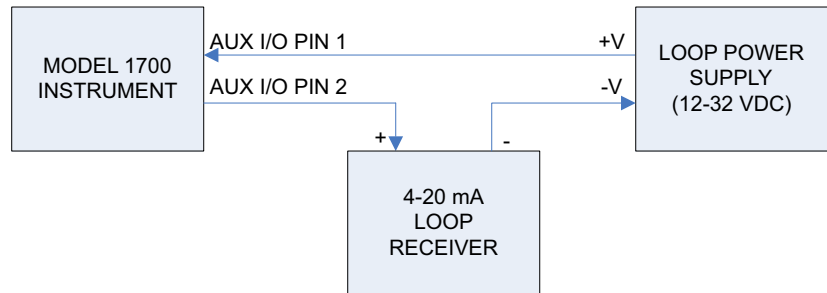 MODEL 1700
INSTRUMENT
AUX I/O PIN 1
+V
AUX I/O PIN 2
-V
LOOP POWER
SUPPLY
(12-32 VDC)
+
-
4-20 mA
LOOP
RECEIVER